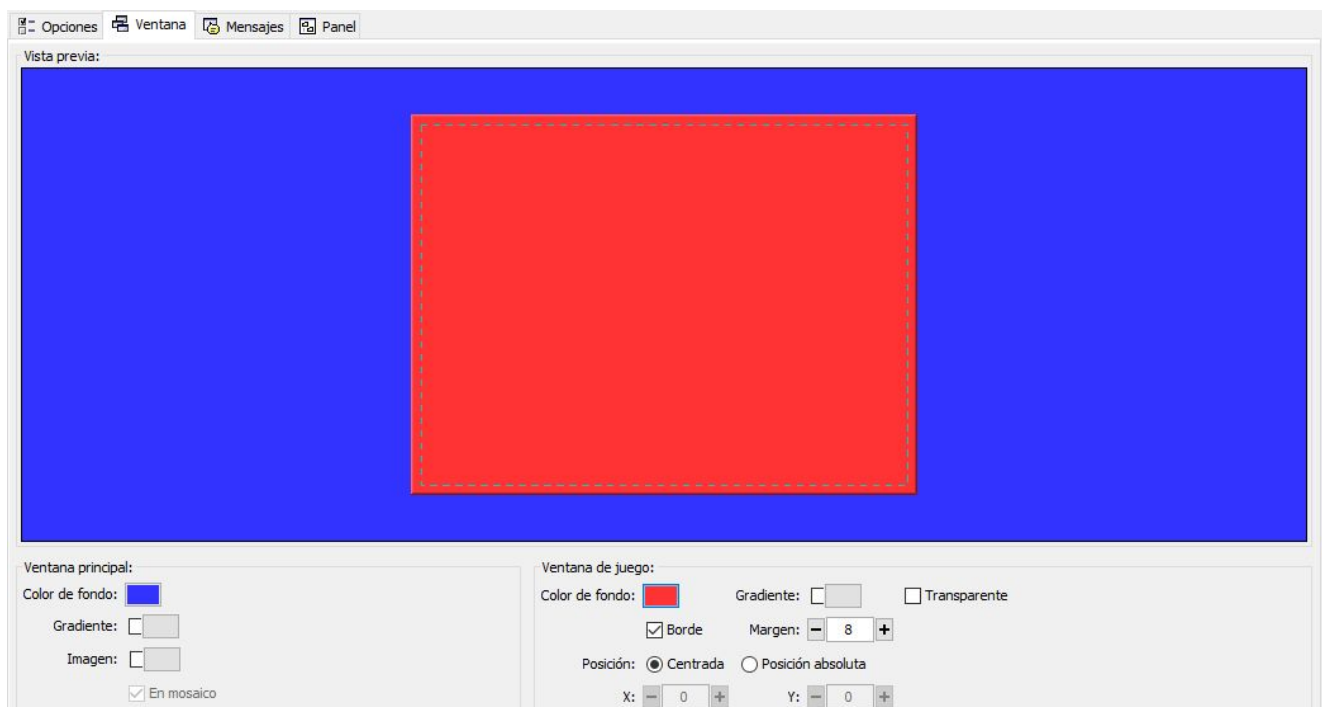 Opciones Ventana Mensajes Panel
Vista previa:
Ventana principal:
Color de fondo:
Gradiente:
Imagen:
En mosaico
Ventana de juego:
Color de fondo: Gradiente: Transparente
Borde Margen: 8
Posición: Centrada Posición absoluta
X: 0 Y: 0